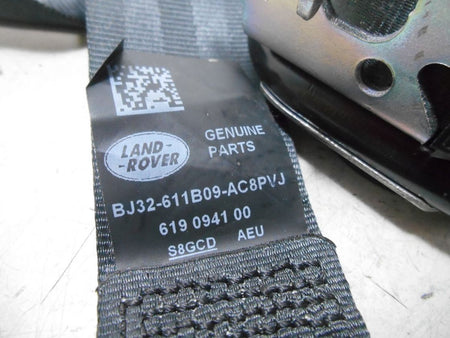 LAND-
-ROVER
GENUINE
PARTS
BJ32-611B09-AC8PVJ
619 0941 00
S8GCD AEU